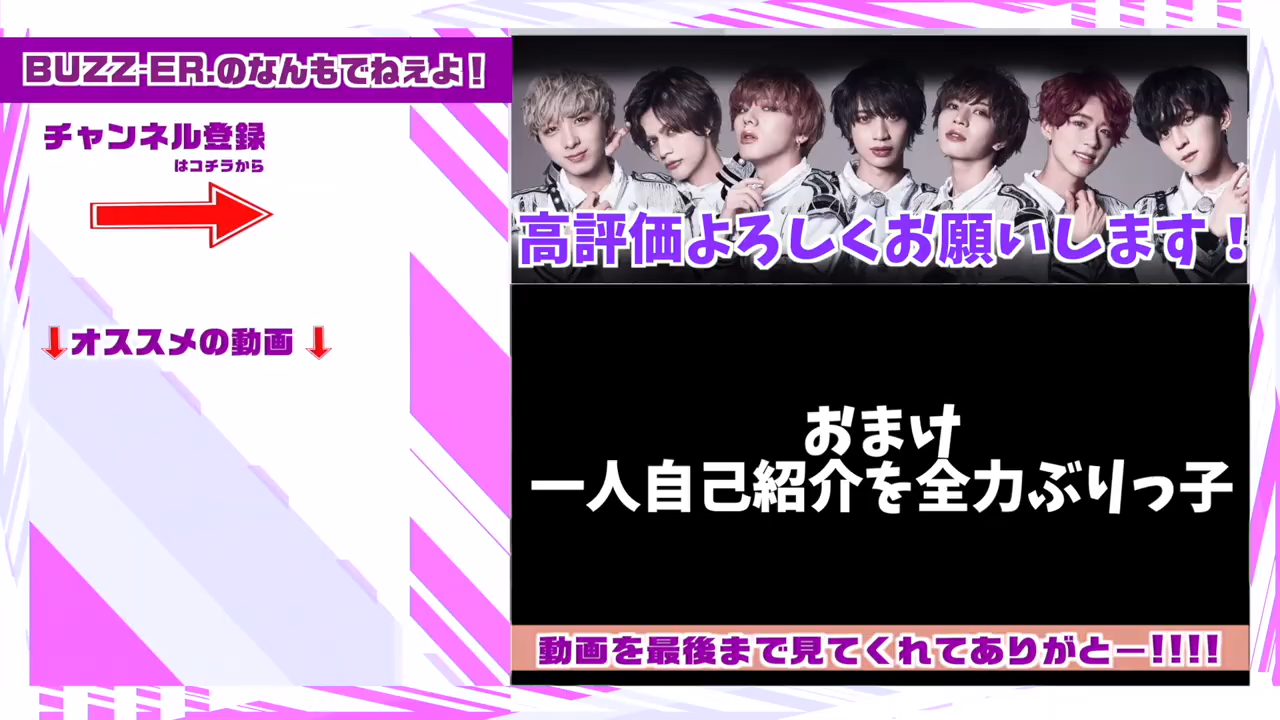 BUZZ-ER.のなんもでねぇよ！
チャンネル登録
はコチラから
↓オススメの動画↓
高評価よろしくお願いします！
おまけ
一人自己紹介を全力ぶりっ子
動画を最後まで見てくれてありがとー!!!!